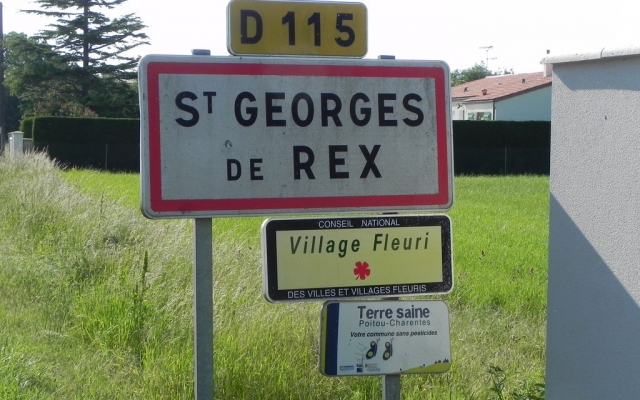 D 115
ST GEORGES
DE REX
CONSEIL NATIONAL
Village Fleuri
DES VILLES ET VILLAGES FLEURIS
Terre saine
Poitou-Charentes
Votre commune sans pesticides